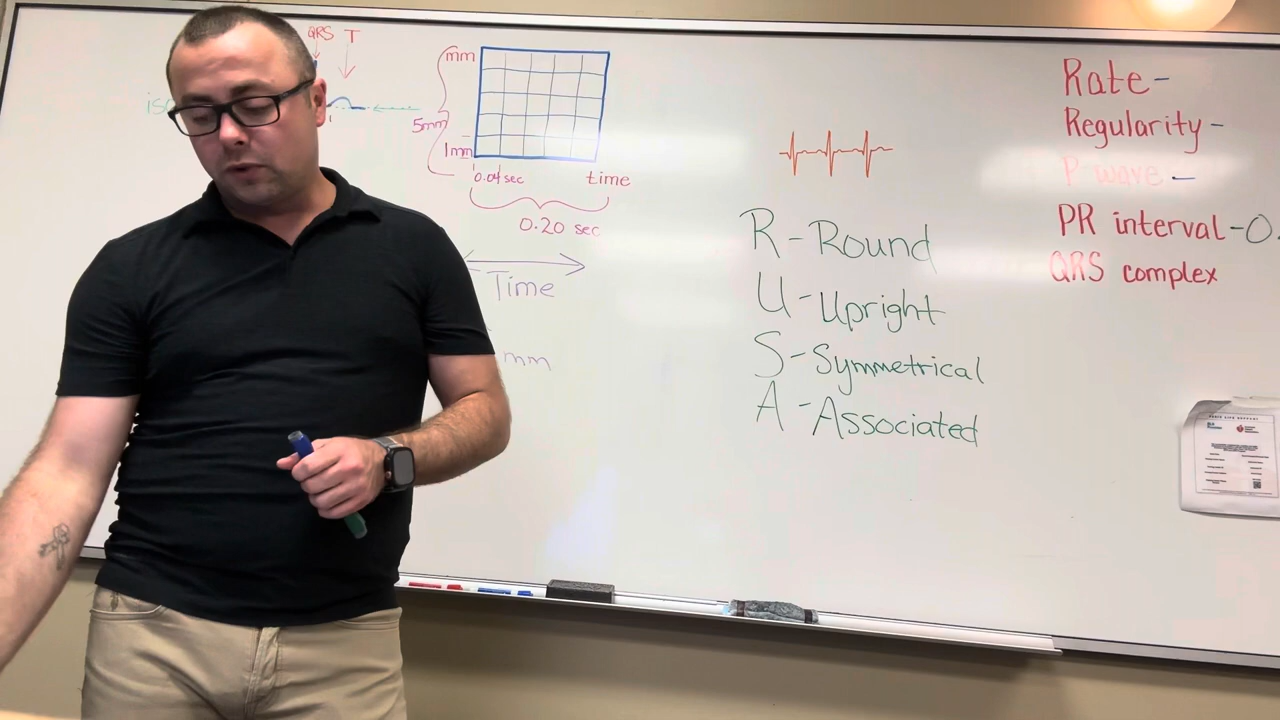 QRS T
iso
mm
5mm
1mm
0.04 sec time
0.20 sec
Time
mm
R - Round
U - Upright
S - Symmetrical
A - Associated
Rate -
Regularity -
P wave -
PR interval - 0.
QRS complex